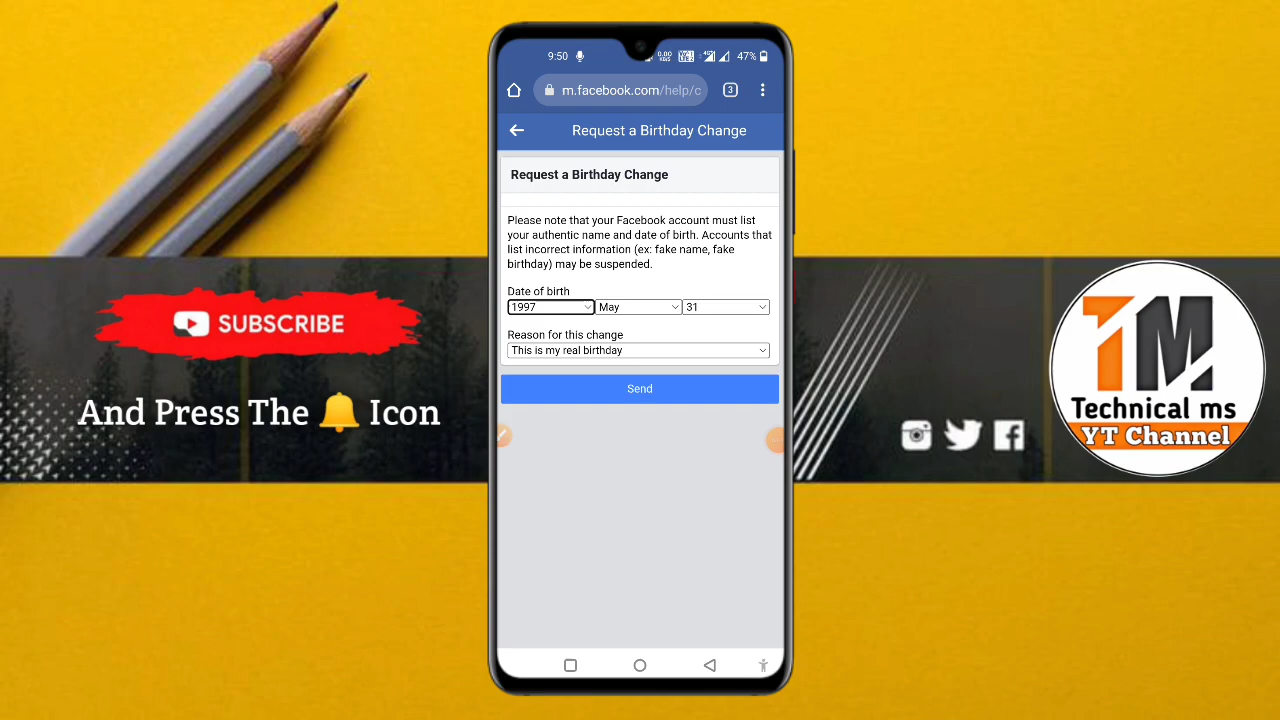 9:50
47%
m.facebook.com/help/c
3
Request a Birthday Change
Request a Birthday Change
Please note that your Facebook account must list
your authentic name and date of birth. Accounts that
list incorrect information (ex: fake name, fake
birthday) may be suspended.
Date of birth
1997 May 31
Reason for this change
This is my real birthday
Send
SUBSCRIBE
And Press The 🔔 Icon
TM
Technical ms
YT Channel